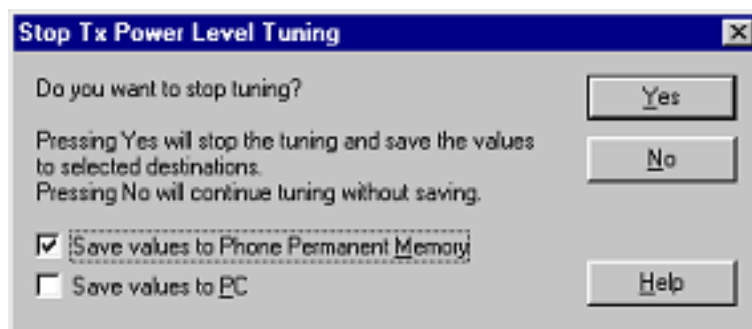 Stop Tx Power Level Tuning
Do you want to stop tuning?
Yes
Pressing Yes will stop the tuning and save the values
to selected destinations.
No
Pressing No will continue tuning without saving.
Save values to Phone Permanent Memory
Save values to PC
Help